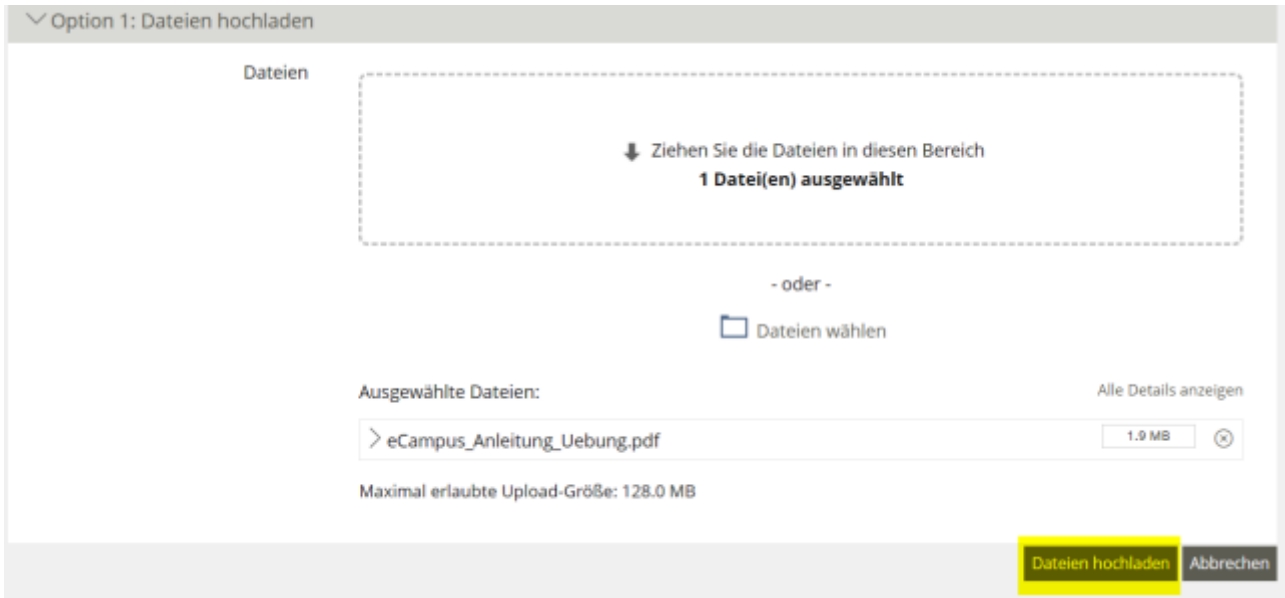 Option 1: Dateien hochladen
Dateien
Ziehen Sie die Dateien in diesen Bereich
1 Datei(en) ausgewählt
- oder -
Dateien wählen
Ausgewählte Dateien: Alle Details anzeigen
eCampus_Anleitung_Uebung.pdf 1.9 MB
Maximal erlaubte Upload-Größe: 128.0 MB
Dateien hochladen Abbrechen